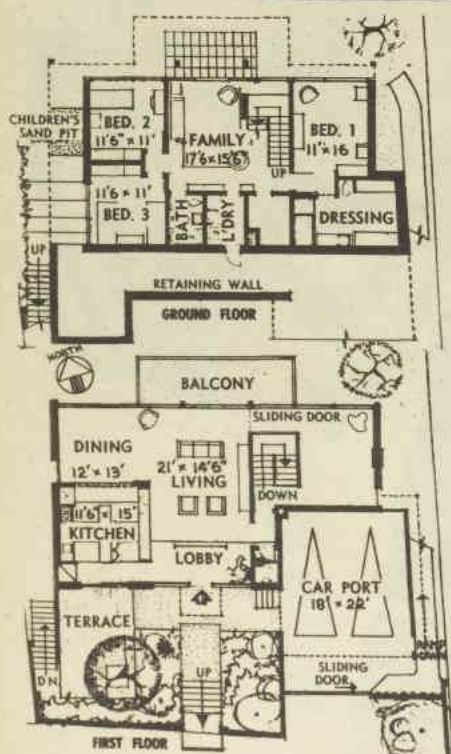 CHILDREN'S
SAND PIT
BED. 2
11'6" × 11'
FAMILY
17'6 × 15'6"
UP
BED. 1
11' × 16
11'6 × 11'
BED. 3
BATH
L'DRY
DRESSING
UP
RETAINING WALL
GROUND FLOOR
NORTH
BALCONY
SLIDING DOOR
DINING
12' × 13'
21' × 14'6"
LIVING
DOWN
11'6" × 15'
KITCHEN
LOBBY
CAR PORT
18' × 22'
TERRACE
UP
DN.
SLIDING
DOOR
RAMP
DOWN
FIRST FLOOR